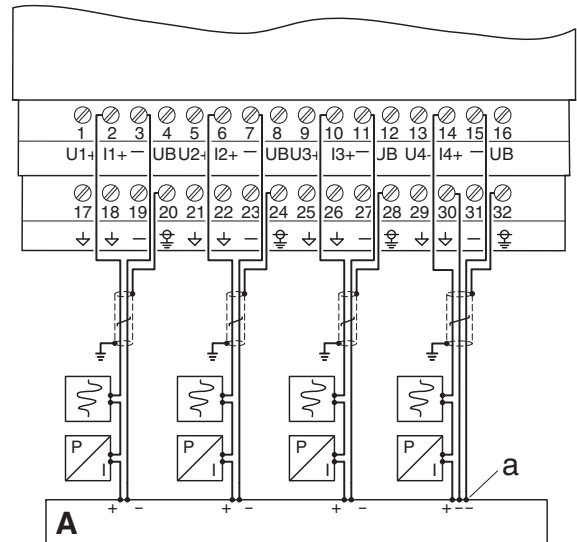 1 2 3 4 5 6 7 8 9 10 11 12 13 14 15 16
U1+ I1+ – UB U2+ I2+ – UB U3+ I3+ – UB U4- I4+ – UB
17 18 19 20 21 22 23 24 25 26 27 28 29 30 31 32
– – – –
P I P I P I P I
a
A + – + – + – + – –